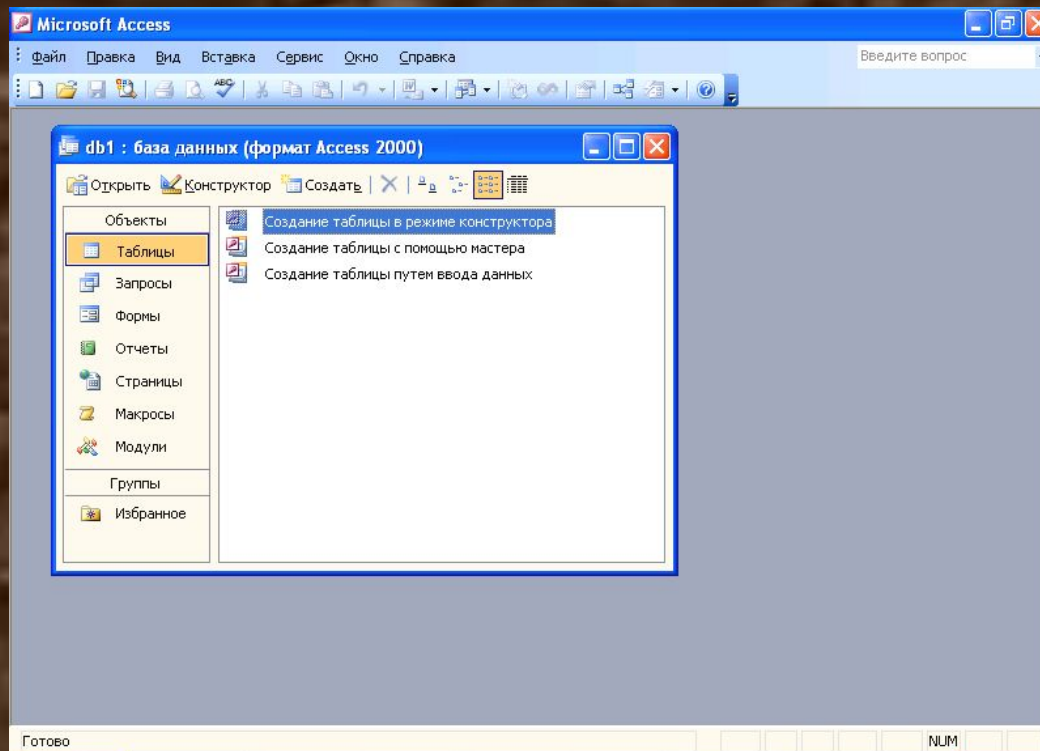 Microsoft Access
Файл Правка Вид Вставка Сервис Окно Справка Введите вопрос
db1 : база данных (формат Access 2000)
Открыть Конструктор Создать
Объекты
Таблицы
Запросы
Формы
Отчеты
Страницы
Макросы
Модули
Группы
Избранное
Создание таблицы в режиме конструктора
Создание таблицы с помощью мастера
Создание таблицы путем ввода данных
Готово NUM